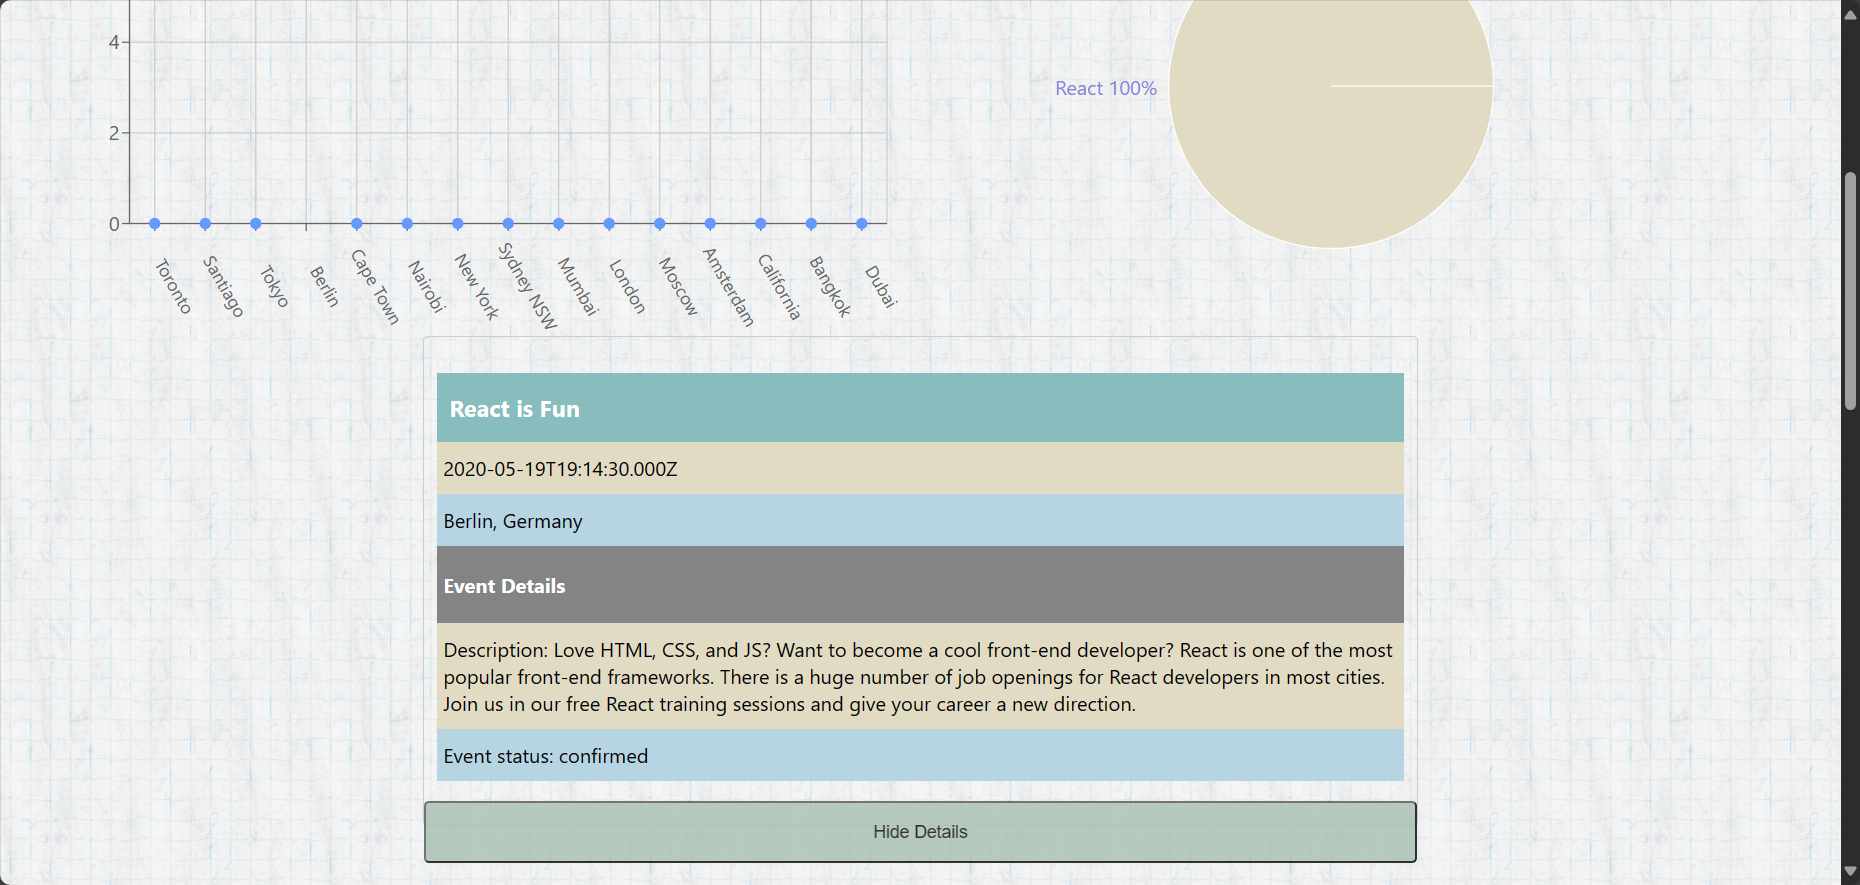 4
2
0
Toronto
Santiago
Tokyo
Berlin
Cape Town
Nairobi
New York
Sydney NSW
Mumbai
London
Moscow
Amsterdam
California
Bangkok
Dubai
React 100%
React is Fun
2020-05-19T19:14:30.000Z
Berlin, Germany
Event Details
Description: Love HTML, CSS, and JS? Want to become a cool front-end developer? React is one of the most
popular front-end frameworks. There is a huge number of job openings for React developers in most cities.
Join us in our free React training sessions and give your career a new direction.
Event status: confirmed
Hide Details